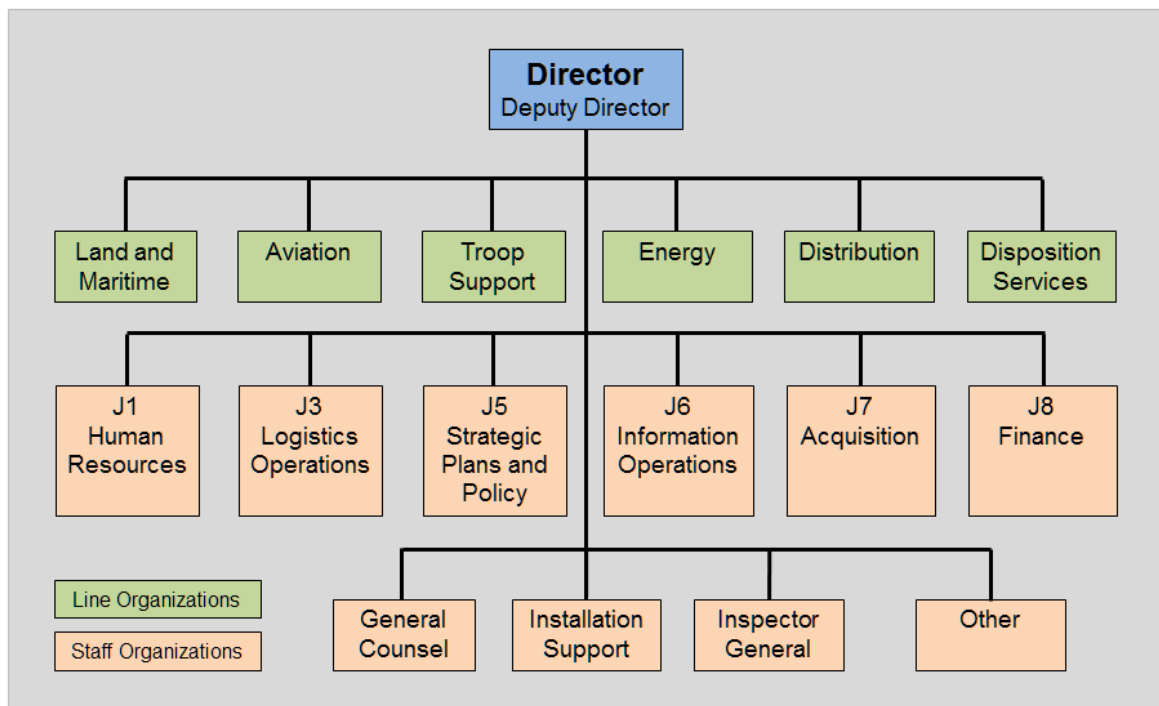 Director
Deputy Director
Land and
Maritime
Aviation
Troop
Support
Energy
Distribution
Disposition
Services
J1
Human
Resources
J3
Logistics
Operations
J5
Strategic
Plans and
Policy
J6
Information
Operations
J7
Acquisition
J8
Finance
General
Counsel
Installation
Support
Inspector
General
Other
Line Organizations
Staff Organizations